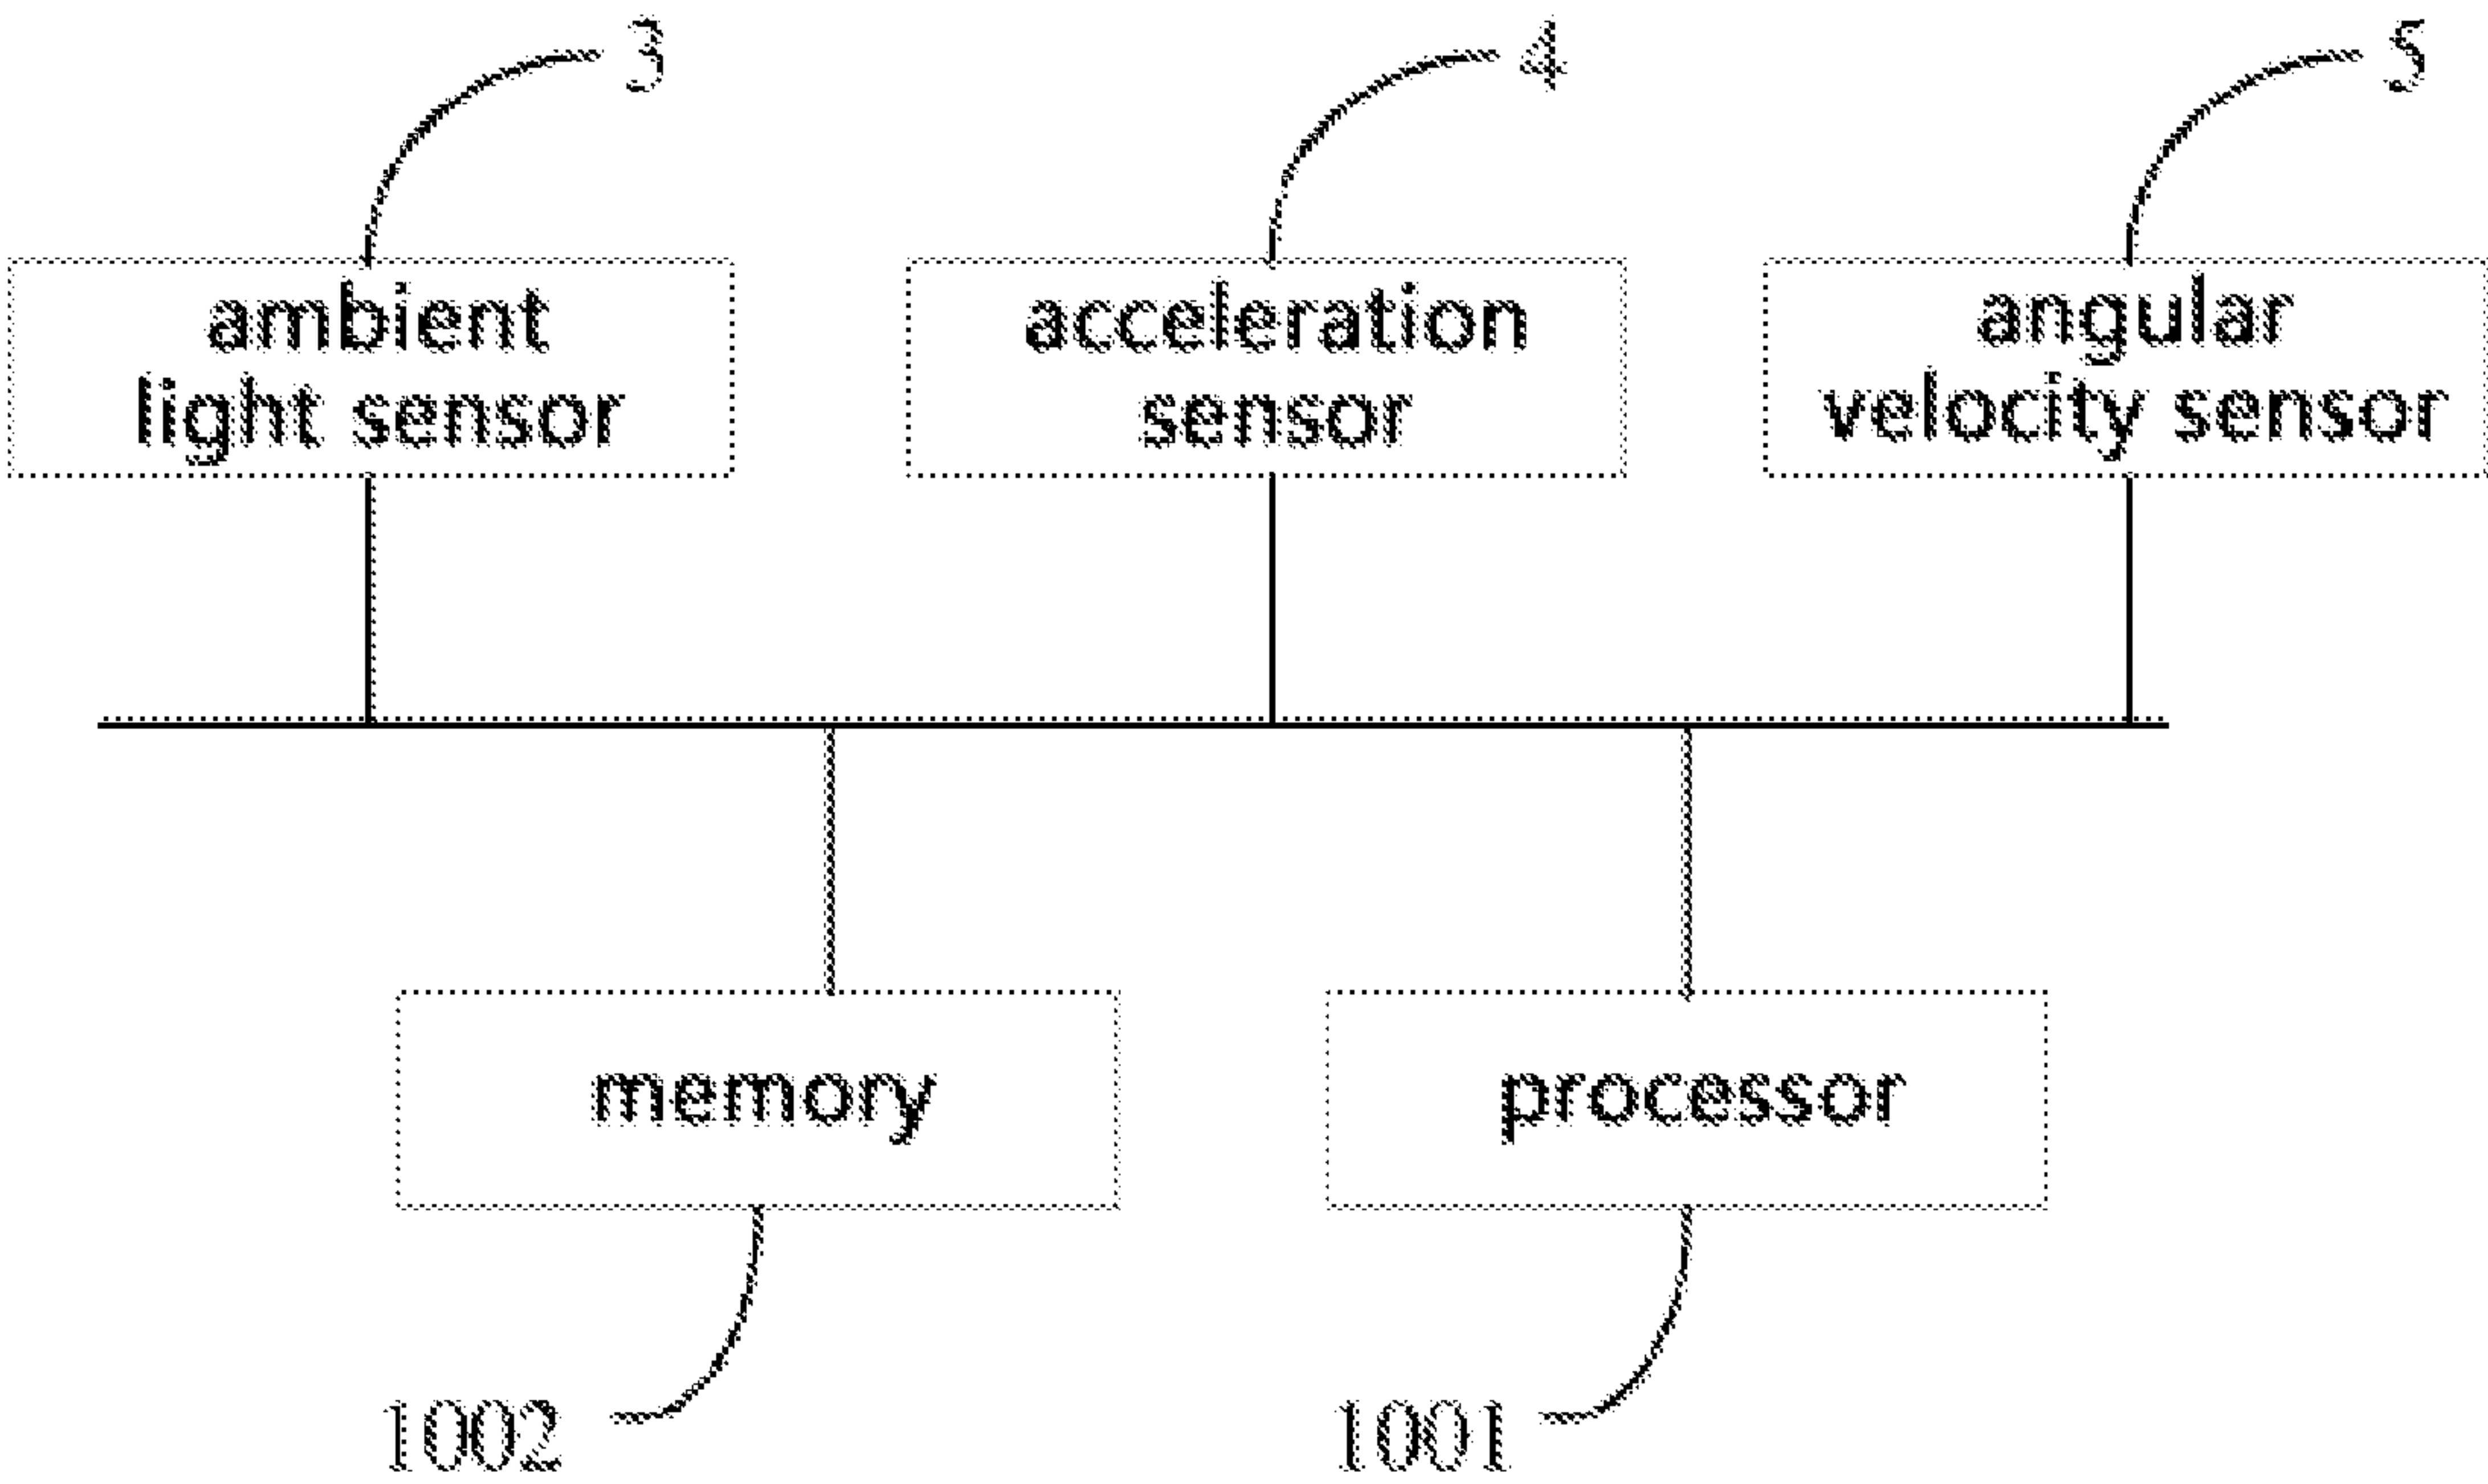 3
4
5
ambient
light sensor
acceleration
sensor
angular
velocity sensor
memory
processor
1002
1001